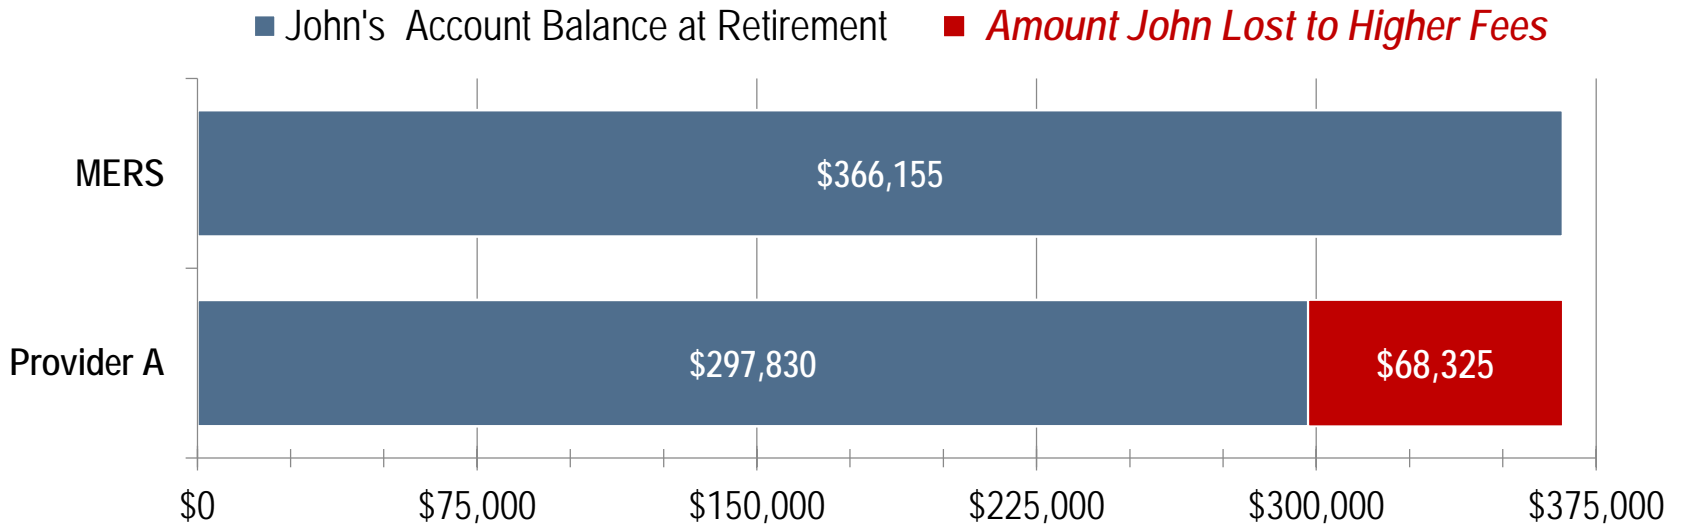 John's  Account Balance at Retirement  Amount John Lost to Higher Fees
MERS
$366,155
Provider A
$297,830
$68,325
$0 $75,000 $150,000 $225,000 $300,000 $375,000